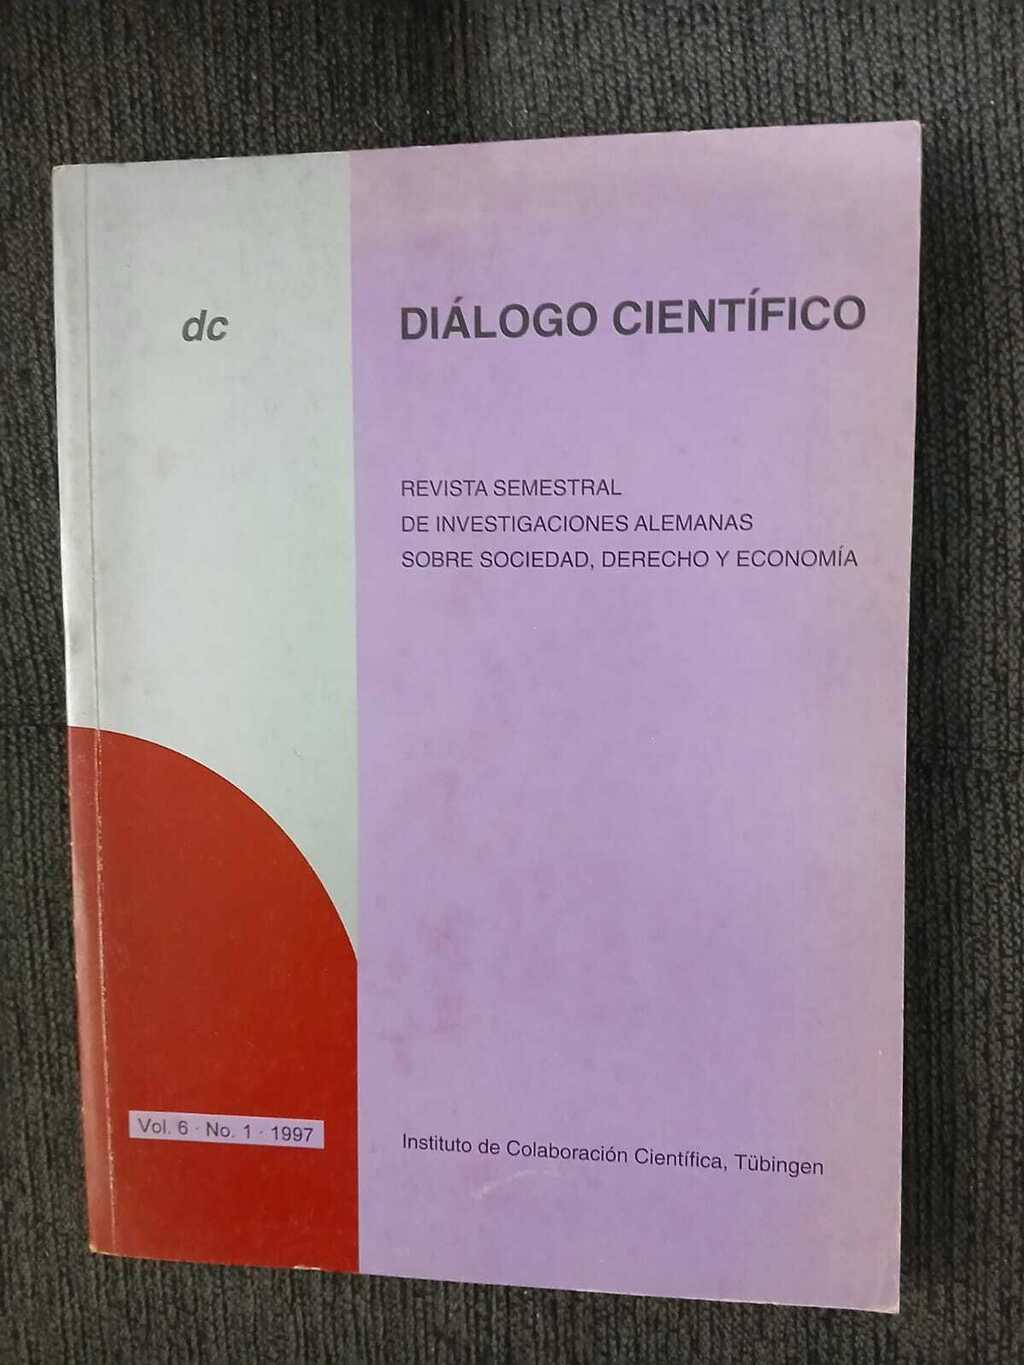 dc
DIÁLOGO CIENTÍFICO
REVISTA SEMESTRAL
DE INVESTIGACIONES ALEMANAS
SOBRE SOCIEDAD, DERECHO Y ECONOMÍA
Vol. 6 · No. 1 · 1997
Instituto de Colaboración Científica, Tübingen